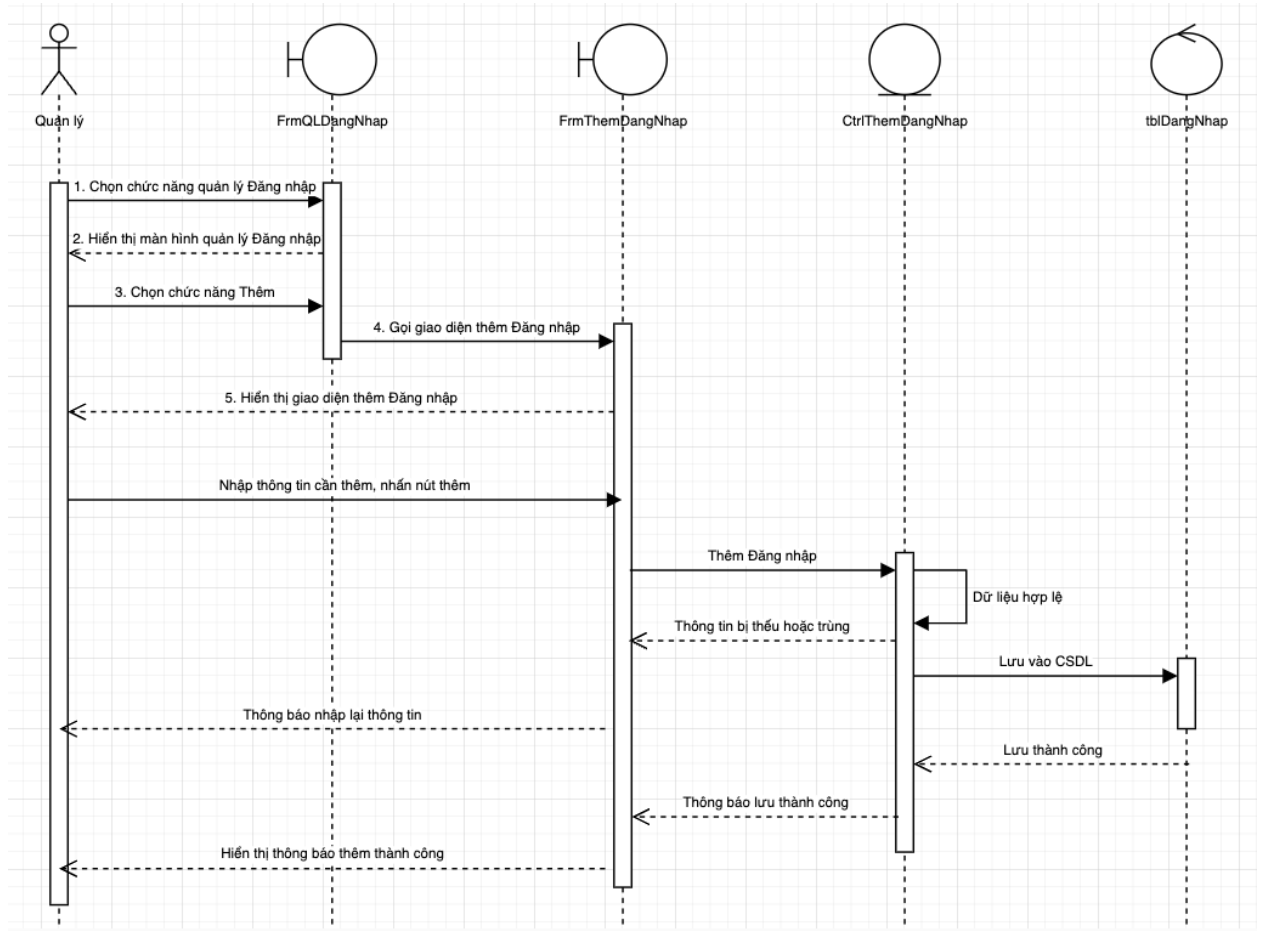 Quản lý
FrmQLDangNhap
FrmThemDangNhap
CtrlThemDangNhap
tblDangNhap
1. Chọn chức năng quản lý Đăng nhập
2. Hiển thị màn hình quản lý Đăng nhập
3. Chọn chức năng Thêm
4. Gọi giao diện thêm Đăng nhập
5. Hiển thị giao diện thêm Đăng nhập
Nhập thông tin cần thêm, nhấn nút thêm
Thêm Đăng nhập
Dữ liệu hợp lệ
Thông tin bị thếu hoặc trùng
Lưu vào CSDL
Thông báo nhập lại thông tin
Lưu thành công
Thông báo lưu thành công
Hiển thị thông báo thêm thành công